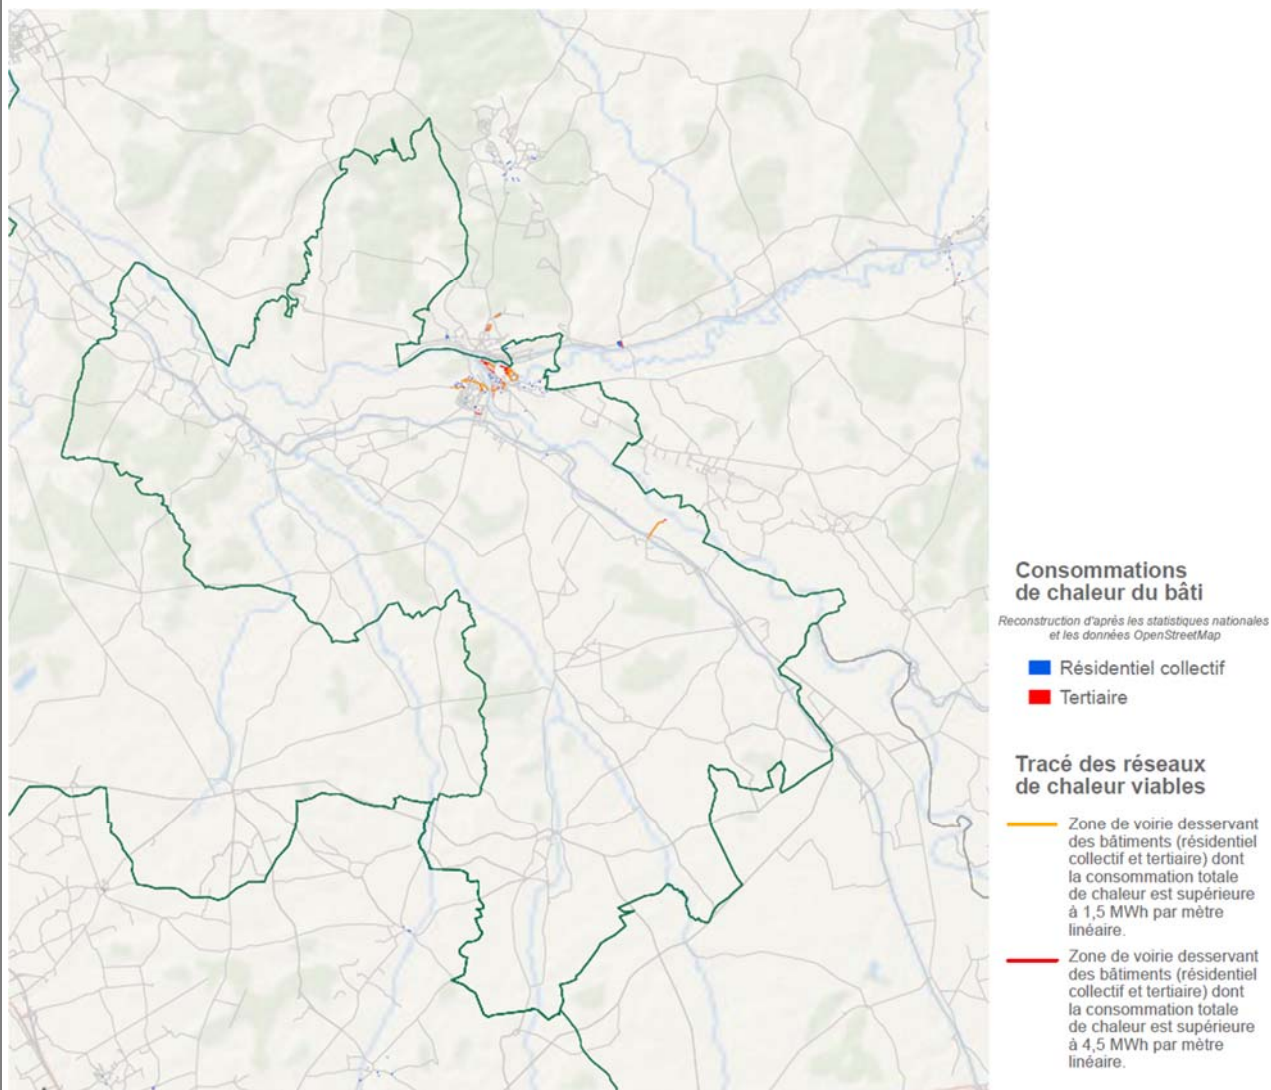 Consommations
de chaleur du bâti
Reconstruction d'après les statistiques nationales
et les données OpenStreetMap
Résidentiel collectif
Tertiaire
Tracé des réseaux
de chaleur viables
Zone de voirie desservant
des bâtiments (résidentiel
collectif et tertiaire) dont
la consommation totale
de chaleur est supérieure
à 1,5 MWh par mètre
linéaire.
Zone de voirie desservant
des bâtiments (résidentiel
collectif et tertiaire) dont
la consommation totale
de chaleur est supérieure
à 4,5 MWh par mètre
linéaire.